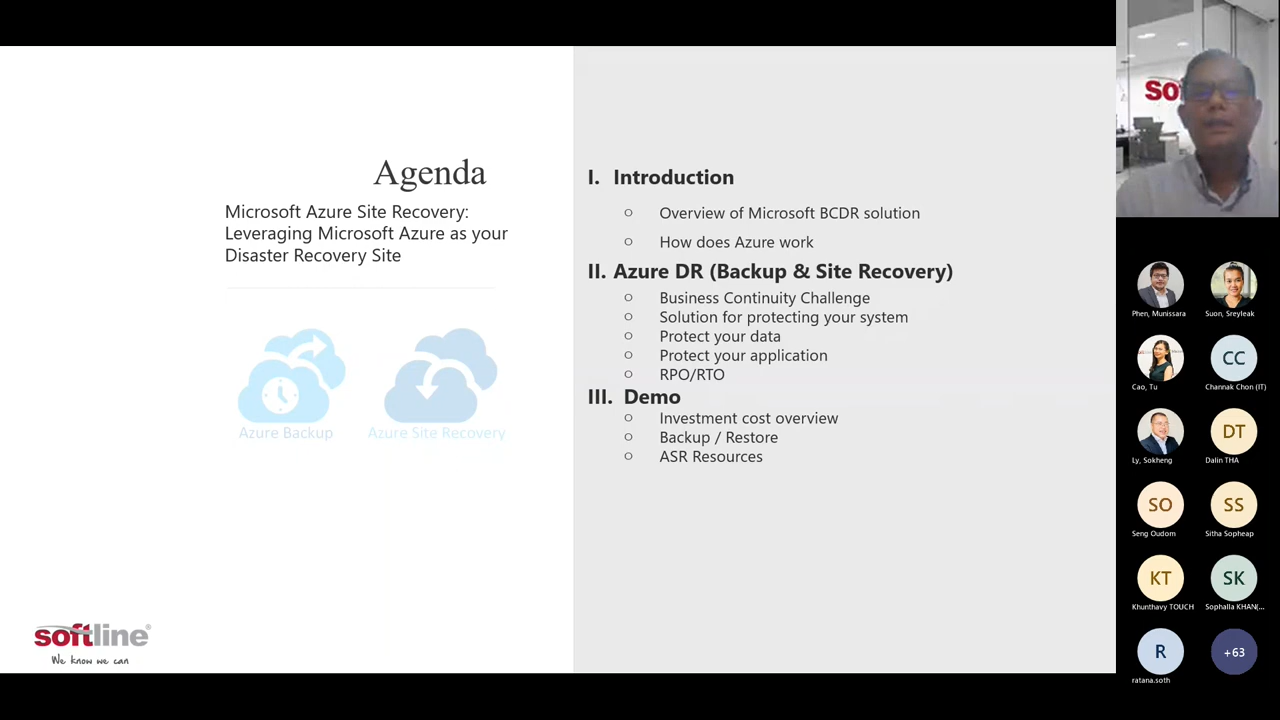 Agenda
Microsoft Azure Site Recovery:
Leveraging Microsoft Azure as your
Disaster Recovery Site
Azure Backup
Azure Site Recovery
softline®
We know we can
I. Introduction
○ Overview of Microsoft BCDR solution
○ How does Azure work
II. Azure DR (Backup & Site Recovery)
○ Business Continuity Challenge
○ Solution for protecting your system
○ Protect your data
○ Protect your application
○ RPO/RTO
III. Demo
○ Investment cost overview
○ Backup / Restore
○ ASR Resources
so
Phen, Munissara
Suon, Sreyleak
Cao, Tu
CC
Channak Chon (IT)
Ly, Sokheng
DT
Dalin THA
SO
Seng Oudom
SS
Sitha Sopheap
KT
Khunthavy TOUCH
SK
Sophalla KHAN(...
R
ratana.soth
+63